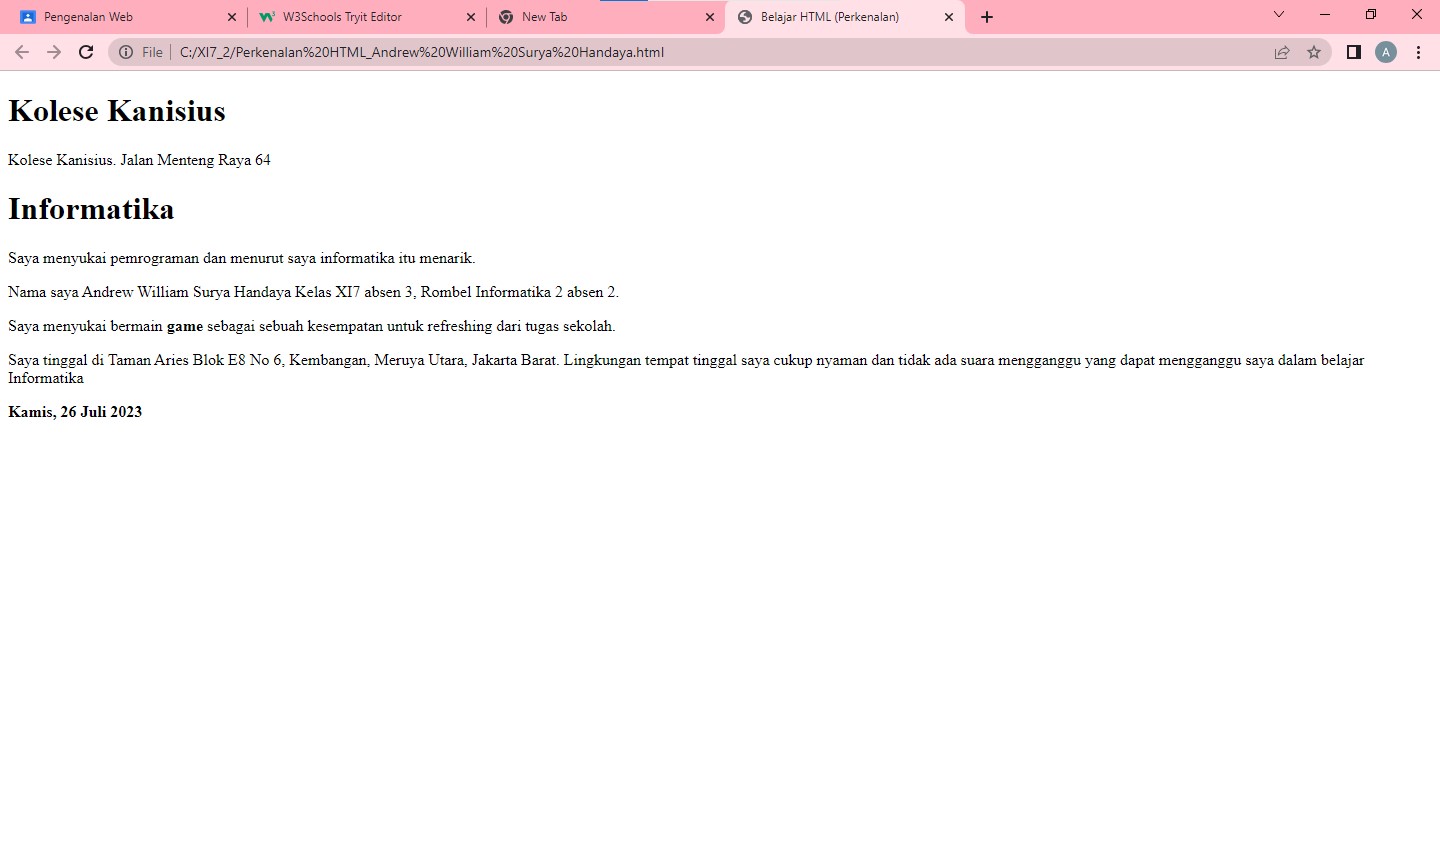 Pengenalan Web
W3Schools Tryit Editor
New Tab
Belajar HTML (Perkenalan)
File
C:/XI7_2/Perkenalan%20HTML_Andrew%20William%20Surya%20Handaya.html
A
Kolese Kanisius
Kolese Kanisius. Jalan Menteng Raya 64
Informatika
Saya menyukai pemrograman dan menurut saya informatika itu menarik.
Nama saya Andrew William Surya Handaya Kelas XI7 absen 3, Rombel Informatika 2 absen 2.
Saya menyukai bermain game sebagai sebuah kesempatan untuk refreshing dari tugas sekolah.
Saya tinggal di Taman Aries Blok E8 No 6, Kembangan, Meruya Utara, Jakarta Barat. Lingkungan tempat tinggal saya cukup nyaman dan tidak ada suara mengganggu yang dapat mengganggu saya dalam belajar
Informatika
Kamis, 26 Juli 2023